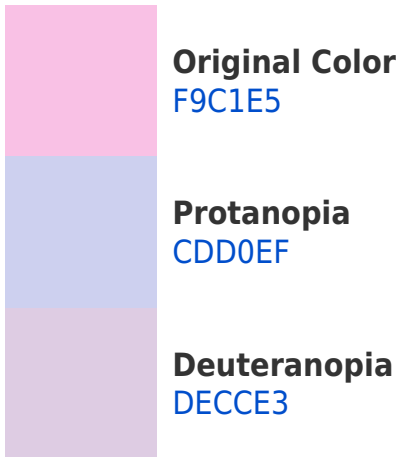 Original Color
F9C1E5
Protanopia
CDD0EF
Deuteranopia
DECCE3